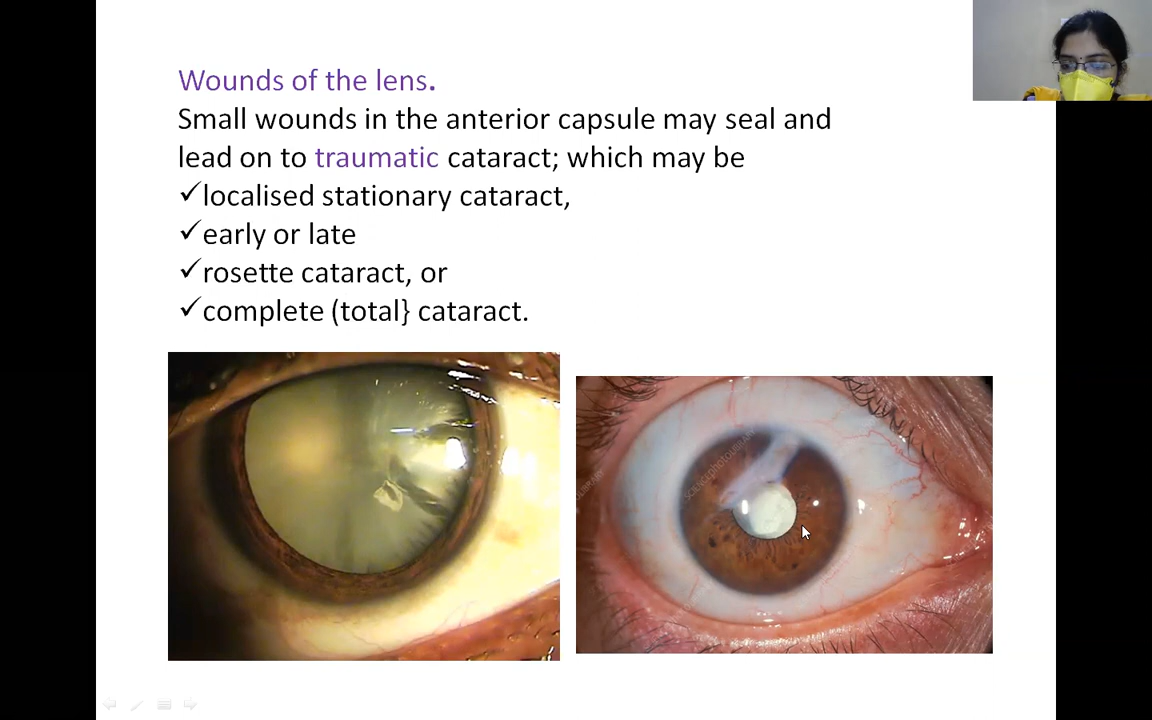 Wounds of the lens.
Small wounds in the anterior capsule may seal and
lead on to traumatic cataract; which may be
✓localised stationary cataract,
✓early or late
✓rosette cataract, or
✓complete (total} cataract.
SCIENCEPHOTOLIBRARY